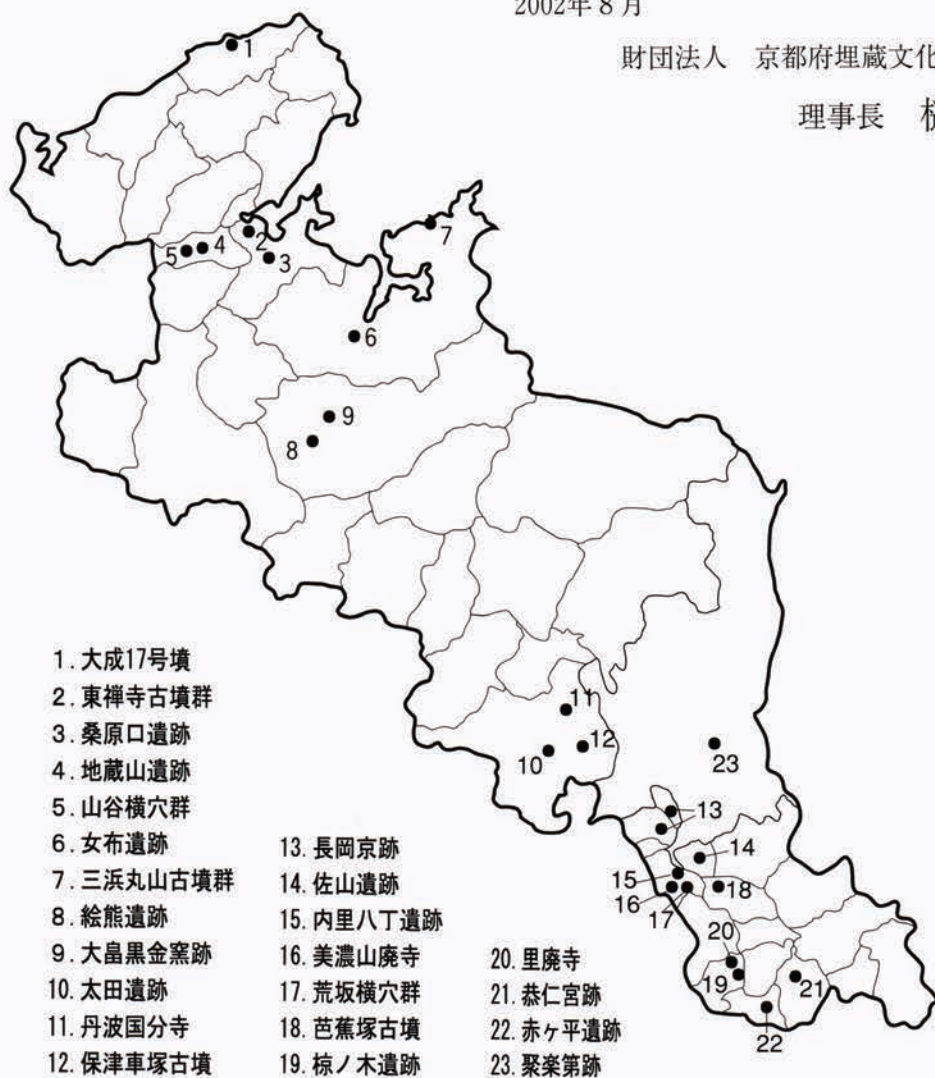 2002年8月
財団法人 京都府埋蔵文化
理事長
1
2
3
4
5
6
7
8
9
10
11
12
13
14
15
16
17
18
19
20
21
22
23
1. 大成17号墳
2. 東禅寺古墳群
3. 桑原口遺跡
4. 地蔵山遺跡
5. 山谷横穴群
6. 女布遺跡
7. 三浜丸山古墳群
8. 絵熊遺跡
9. 大畠黒金窯跡
10. 太田遺跡
11. 丹波国分寺
12. 保津車塚古墳
13. 長岡京跡
14. 佐山遺跡
15. 内里八丁遺跡
16. 美濃山廃寺
17. 荒坂横穴群
18. 芭蕉塚古墳
19. 椋ノ木遺跡
20. 里廃寺
21. 恭仁宮跡
22. 赤ヶ平遺跡
23. 聚楽第跡